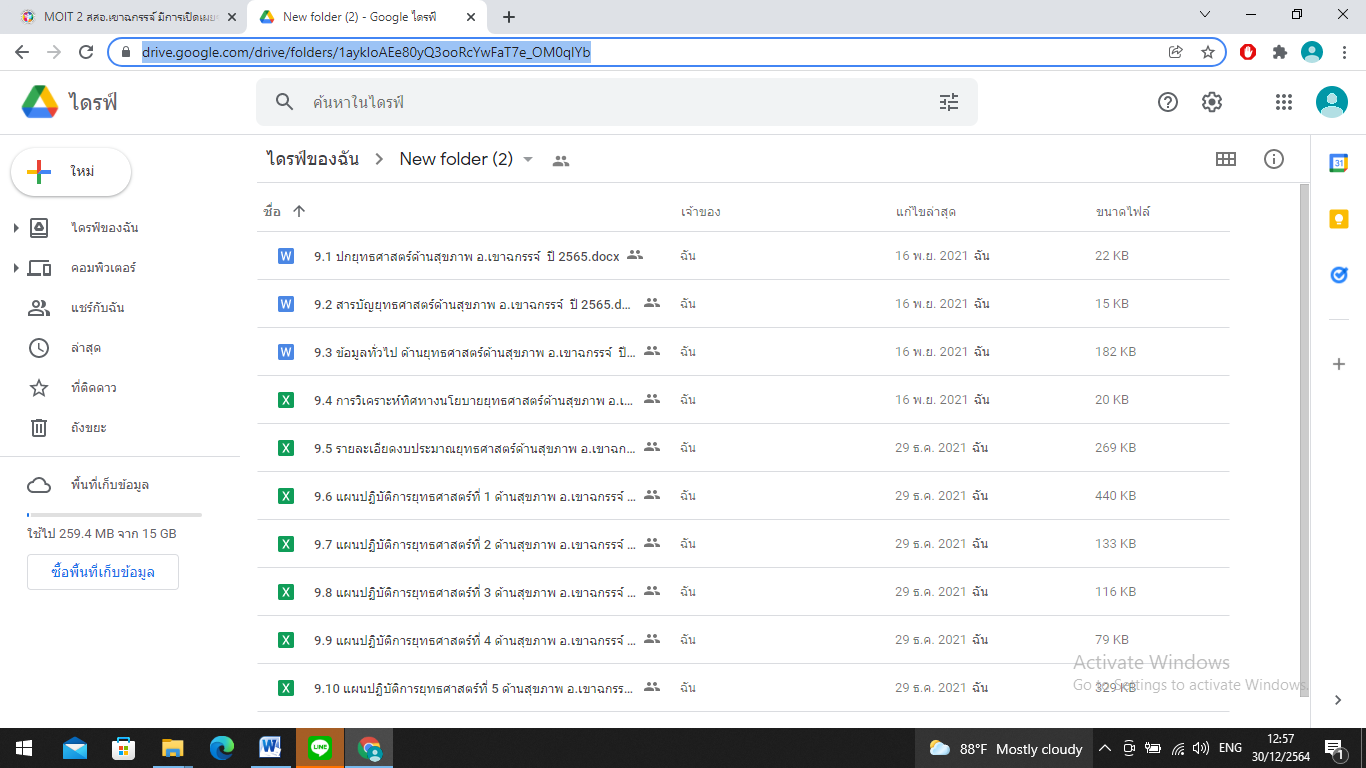 MOIT 2 สสอ.เขาฉกรรจ์ มีการเปิดเผย
New folder (2) - Google ไดรฟ์
drive.google.com/drive/folders/1aykIoAEe80yQ3ooRcYwFaT7e_OM0qlYb
ไดรฟ์
ค้นหาในไดรฟ์
ใหม่
ไดรฟ์ของฉัน
คอมพิวเตอร์
แชร์กับฉัน
ล่าสุด
ที่ติดดาว
ถังขยะ
พื้นที่เก็บข้อมูล
ใช้ไป 259.4 MB จาก 15 GB
ซื้อพื้นที่เก็บข้อมูล
ไดรฟ์ของฉัน > New folder (2)
ชื่อ เจ้าของ แก้ไขล่าสุด ขนาดไฟล์
9.1 ปกยุทธศาสตร์ด้านสุขภาพ อ.เขาฉกรรจ์ ปี 2565.docx ฉัน 16 พ.ย. 2021 ฉัน 22 KB
9.2 สารบัญยุทธศาสตร์ด้านสุขภาพ อ.เขาฉกรรจ์ ปี 2565.d... ฉัน 16 พ.ย. 2021 ฉัน 15 KB
9.3 ข้อมูลทั่วไป ด้านยุทธศาสตร์ด้านสุขภาพ อ.เขาฉกรรจ์ ปี... ฉัน 16 พ.ย. 2021 ฉัน 182 KB
9.4 การวิเคราะห์ทิศทางนโยบายยุทธศาสตร์ด้านสุขภาพ อ.เ... ฉัน 16 พ.ย. 2021 ฉัน 20 KB
9.5 รายละเอียดงบประมาณยุทธศาสตร์ด้านสุขภาพ อ.เขาฉก... ฉัน 29 ธ.ค. 2021 ฉัน 269 KB
9.6 แผนปฏิบัติการยุทธศาสตร์ที่ 1 ด้านสุขภาพ อ.เขาฉกรรจ์ ... ฉัน 29 ธ.ค. 2021 ฉัน 440 KB
9.7 แผนปฏิบัติการยุทธศาสตร์ที่ 2 ด้านสุขภาพ อ.เขาฉกรรจ์ ... ฉัน 29 ธ.ค. 2021 ฉัน 133 KB
9.8 แผนปฏิบัติการยุทธศาสตร์ที่ 3 ด้านสุขภาพ อ.เขาฉกรรจ์ ... ฉัน 29 ธ.ค. 2021 ฉัน 116 KB
9.9 แผนปฏิบัติการยุทธศาสตร์ที่ 4 ด้านสุขภาพ อ.เขาฉกรรจ์ ... ฉัน 29 ธ.ค. 2021 ฉัน 79 KB
9.10 แผนปฏิบัติการยุทธศาสตร์ที่ 5 ด้านสุขภาพ อ.เขาฉกรร... ฉัน 29 ธ.ค. 2021 ฉัน 329 KB
Activate Windows
Go to Settings to activate Windows.
88°F Mostly cloudy
ENG
12:57
30/12/2564